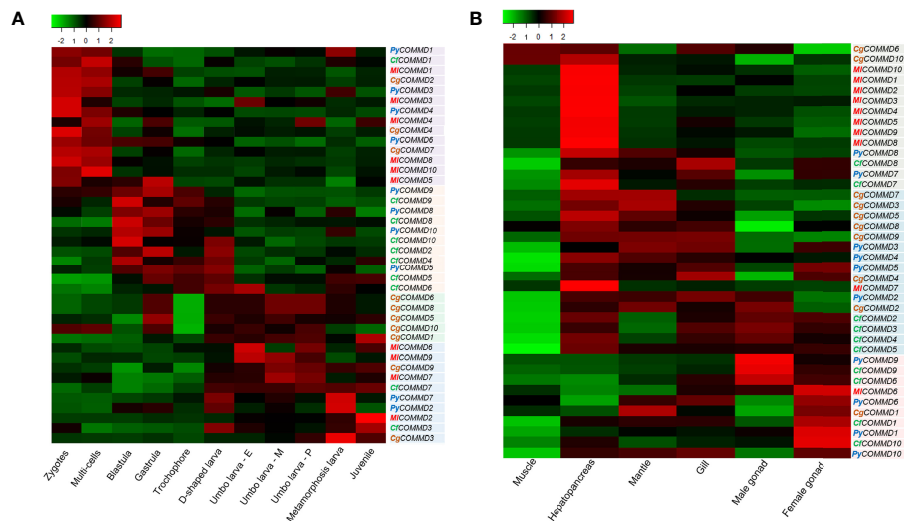 A
-2 -1 0 1 2
PyCOMMD1
CfCOMMD1
MlCOMMD1
CgCOMMD2
PyCOMMD3
MlCOMMD3
PyCOMMD4
MlCOMMD4
CgCOMMD4
PyCOMMD6
CgCOMMD7
MlCOMMD8
MlCOMMD10
MlCOMMD5
PyCOMMD9
CfCOMMD9
PyCOMMD8
CfCOMMD8
PyCOMMD10
CfCOMMD10
CfCOMMD2
CfCOMMD4
PyCOMMD5
CfCOMMD5
CfCOMMD6
CgCOMMD6
CgCOMMD8
CgCOMMD5
CgCOMMD10
CgCOMMD1
MlCOMMD6
MlCOMMD9
CgCOMMD9
MlCOMMD7
CfCOMMD7
PyCOMMD7
PyCOMMD2
MlCOMMD2
CfCOMMD3
CgCOMMD3
Zygotes
Multi-cells
Blastula
Gastrula
Trochophore
D-shaped larva
Umbo larva - E
Umbo larva - M
Umbo larva - P
Metamorphosis larva
Juvenile
B
-2 -1 0 1 2
CgCOMMD6
CgCOMMD10
MlCOMMD10
MlCOMMD1
MlCOMMD2
MlCOMMD3
MlCOMMD4
MlCOMMD5
MlCOMMD9
MlCOMMD8
PyCOMMD8
CfCOMMD8
PyCOMMD7
CfCOMMD7
CgCOMMD7
CgCOMMD3
CgCOMMD5
CgCOMMD8
CgCOMMD9
PyCOMMD3
PyCOMMD4
PyCOMMD5
CgCOMMD4
MlCOMMD7
PyCOMMD2
CgCOMMD2
CfCOMMD2
CfCOMMD3
CfCOMMD4
CfCOMMD5
PyCOMMD9
CfCOMMD9
CfCOMMD6
MlCOMMD6
PyCOMMD6
CgCOMMD1
CfCOMMD1
PyCOMMD1
CfCOMMD10
PyCOMMD10
Muscle
Hepatopancreas
Mantle
Gill
Male gonad
Female gonad